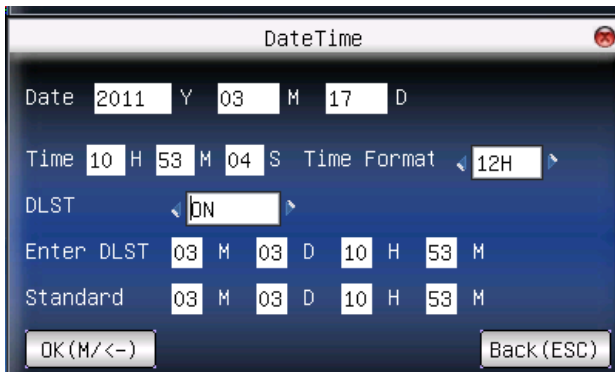 DateTime
Date 2011 Y 03 M 17 D
Time 10 H 53 M 04 S Time Format 12H
DLST ON
Enter DLST 03 M 03 D 10 H 53 M
Standard 03 M 03 D 10 H 53 M
OK(M/<-) Back(ESC)